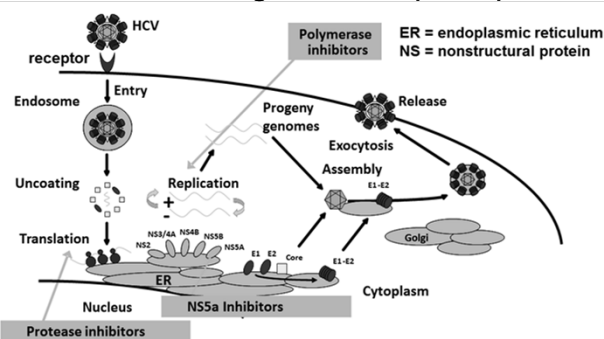 HCV
receptor
Polymerase
inhibitors
ER = endoplasmic reticulum
NS = nonstructural protein
Entry
Endosome
Progeny
genomes
Release
Exocytosis
Assembly
E1-E2
Uncoating
Replication
+
-
Translation
NS2
NS3/4A
NS4B
NS5B
NS5A
E1
E2
Core
E1-E2
Golgi
ER
Cytoplasm
Nucleus
NS5a Inhibitors
Protease inhibitors